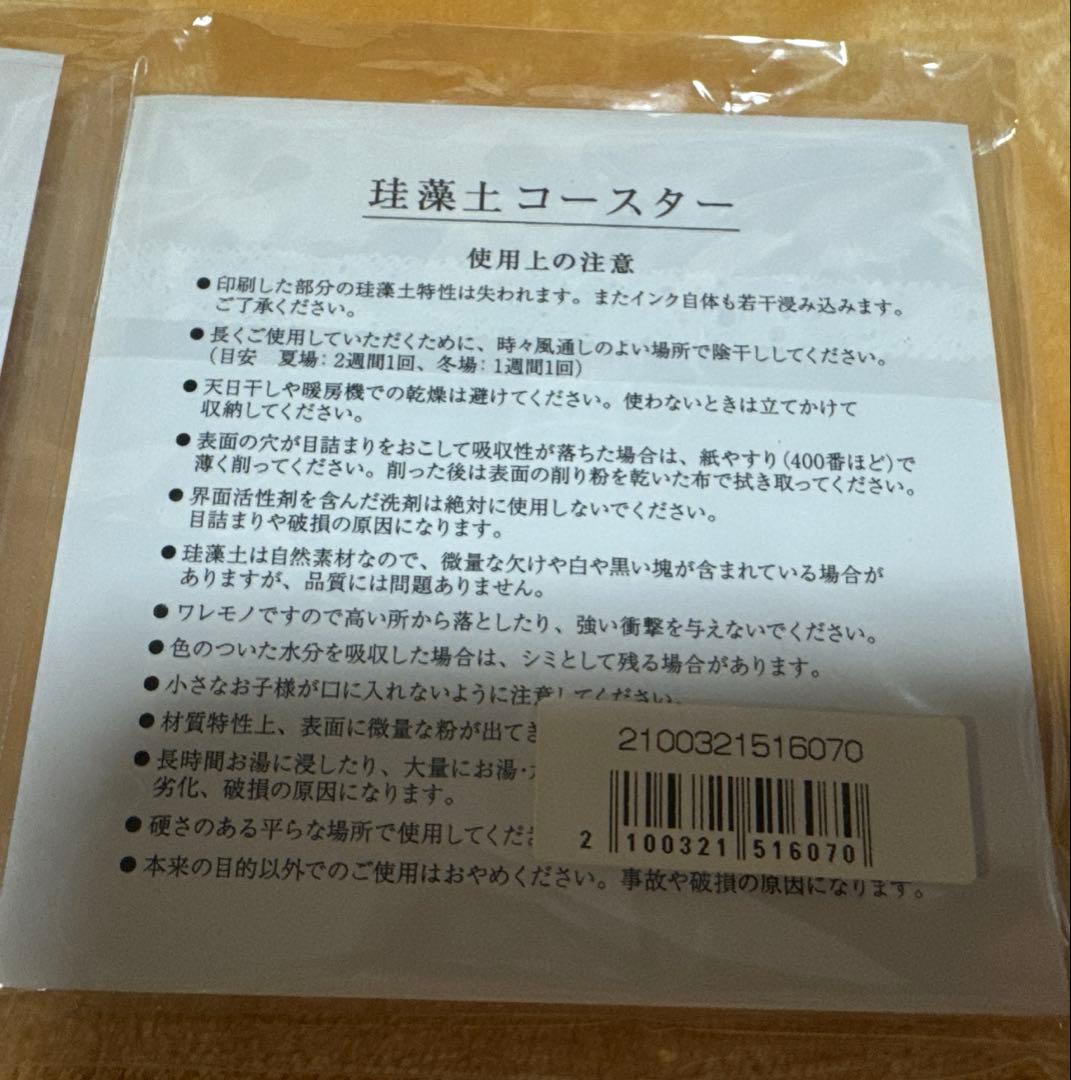 珪藻土コースター
使用上の注意
●印刷した部分の珪藻土特性は失われます。またインク自体も若干浸み込みます。
ご了承ください。
●長くご使用していただくために、時々風通しのよい場所で陰干ししてください。
(目安　夏場:2週間1回、冬場:1週間1回)
●天日干しや暖房機での乾燥は避けてください。使わないときは立てかけて
収納してください。
●表面の穴が目詰まりをおこして吸収性が落ちた場合は、紙やすり(400番ほど)で
薄く削ってください。削った後は表面の削り粉を乾いた布で拭き取ってください。
●界面活性剤を含んだ洗剤は絶対に使用しないでください。
目詰まりや破損の原因になります。
●珪藻土は自然素材なので、微量な欠けや白や黒い塊が含まれている場合が
ありますが、品質には問題ありません。
●ワレモノですので高い所から落としたり、強い衝撃を与えないでください。
●色のついた水分を吸収した場合は、シミとして残る場合があります。
●小さなお子様が口に入れないように注意してください。
●材質特性上、表面に微量な粉が出てき
●長時間お湯に浸したり、大量にお湯・
劣化、破損の原因になります。
●硬さのある平らな場所で使用してくださ
●本来の目的以外でのご使用はおやめください。事故や破損の原因になります。
2100321516070
2 100321 516070